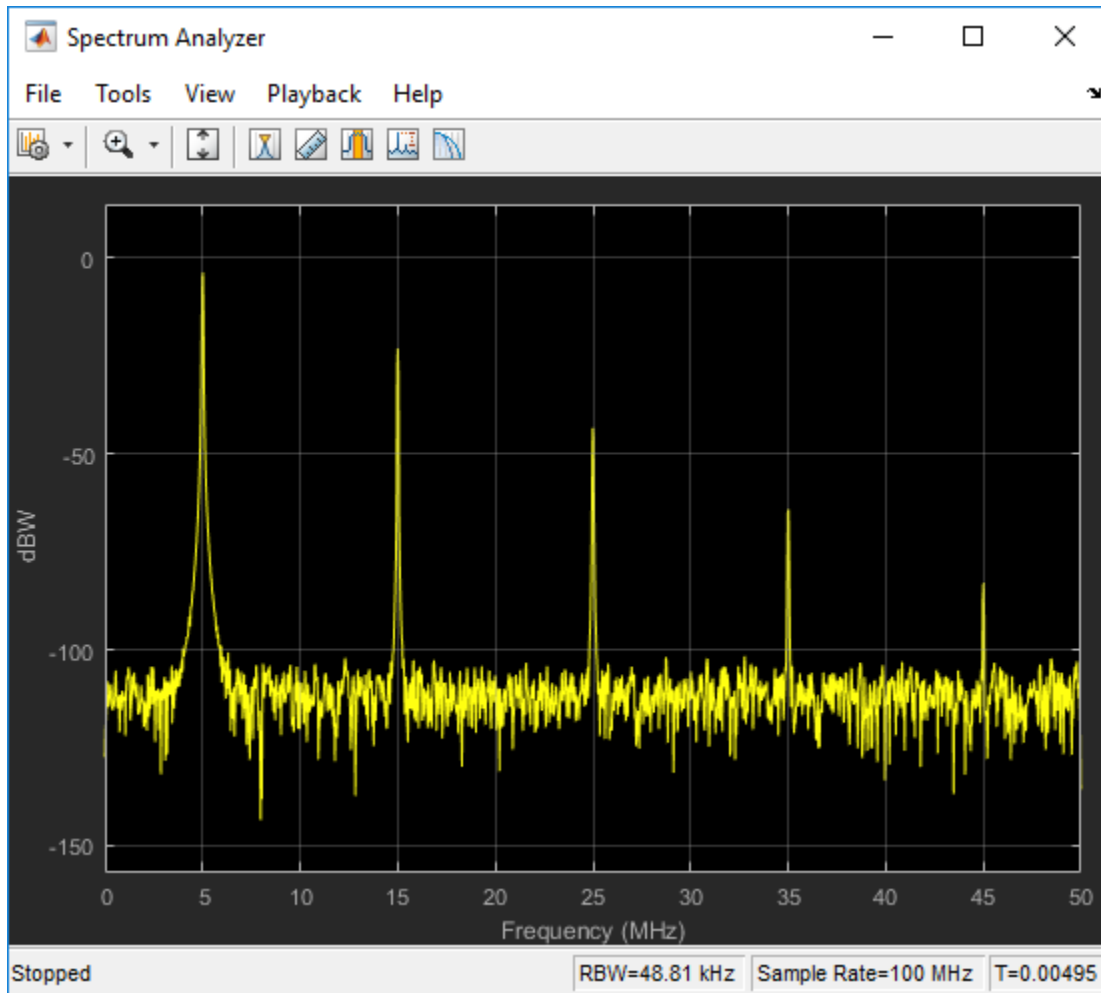 Spectrum Analyzer
File Tools View Playback Help
0
-50
-100
-150
dBW
0 5 10 15 20 25 30 35 40 45 50
Frequency (MHz)
Stopped RBW=48.81 kHz Sample Rate=100 MHz T=0.00495